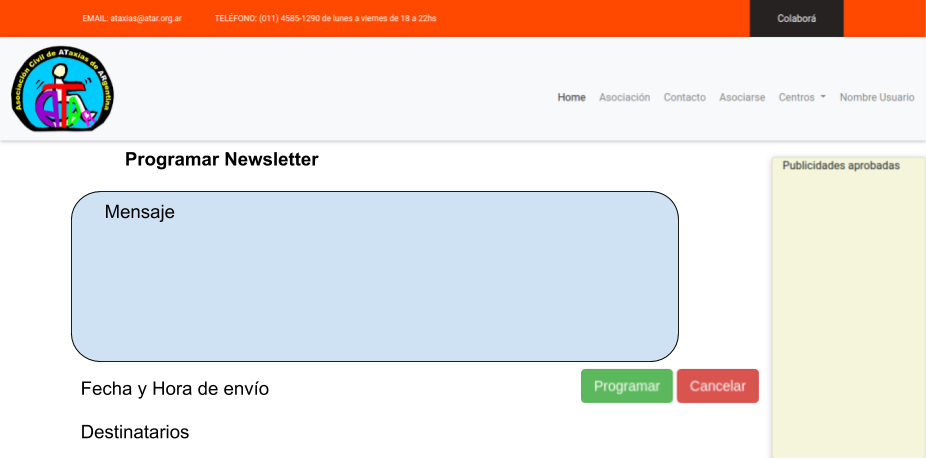 EMAIL: ataxias@atar.org.ar
TELÉFONO: (011) 4585-1290 de lunes a viernes de 18 a 22hs
Colaborá
Asociación Civil de ATaxias de ARgentina
ATAR
Home
Asociación
Contacto
Asociarse
Centros
Nombre Usuario
Programar Newsletter
Publicidades aprobadas
Mensaje
Fecha y Hora de envío
Programar
Cancelar
Destinatarios